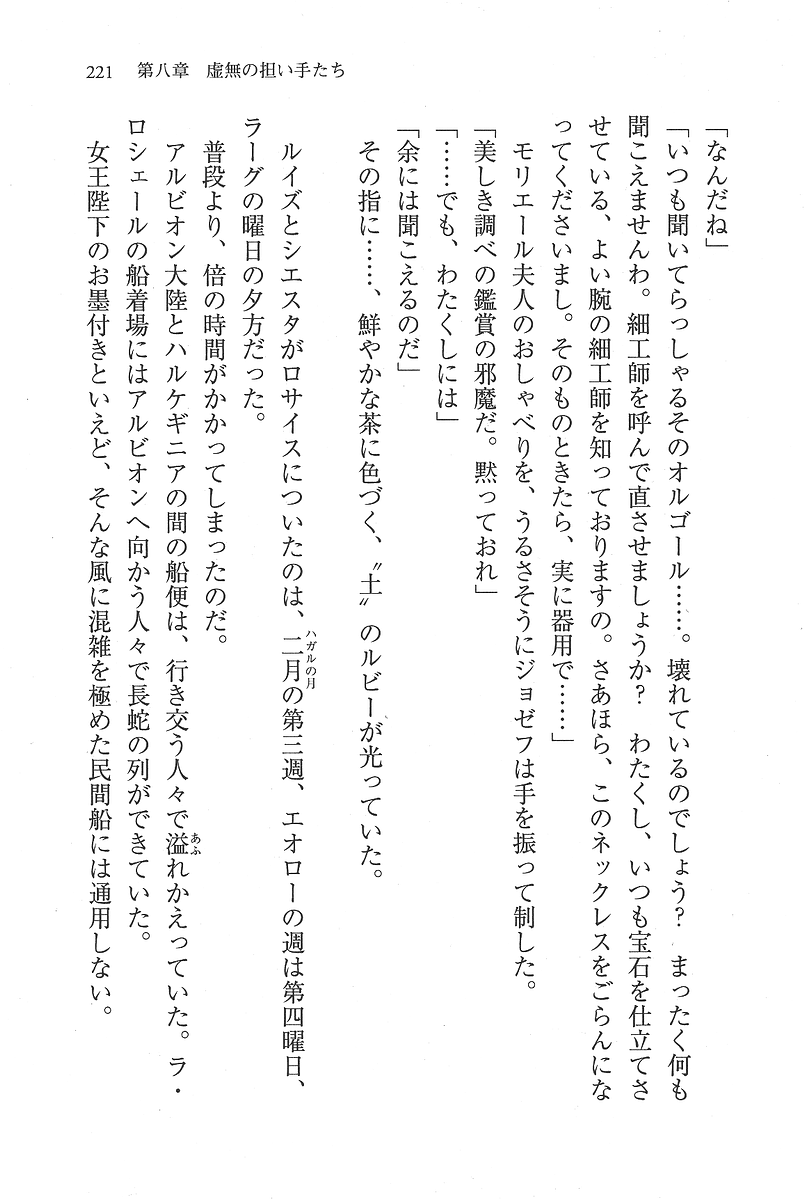 221　第八章　虚無の担い手たち
「なんだね」
「いつも聞いてらっしゃるそのオルゴール……。壊れているのでしょう？　まったく何も
聞こえませんわ。細工師を呼んで直させましょうか？　わたくし、いつも宝石を仕立てさ
せている、よい腕の細工師を知っておりますの。さあほら、このネックレスをごらんにな
ってくださいまし。そのものときたら、実に器用で……」
　モリエール夫人のおしゃべりを、うるさそうにジョゼフは手を振って制した。
「美しき調べの鑑賞の邪魔だ。黙っておれ」
「……でも、わたくしには」
「余には聞こえるのだ」
　その指に……、鮮やかな茶に色づく、〝土〟のルビーが光っていた。
　ルイズとシエスタがロサイスについたのは、二月の第三週、エオローの週は第四曜日、
ハガルの月
ラーグの曜日の夕方だった。
　普段より、倍の時間がかかってしまったのだ。
　アルビオン大陸とハルケギニアの間の船便は、行き交う人々で溢れかえっていた。ラ・
あふ
ロシェールの船着場にはアルビオンへ向かう人々で長蛇の列ができていた。
　女王陛下のお墨付きといえど、そんな風に混雑を極めた民間船には通用しない。